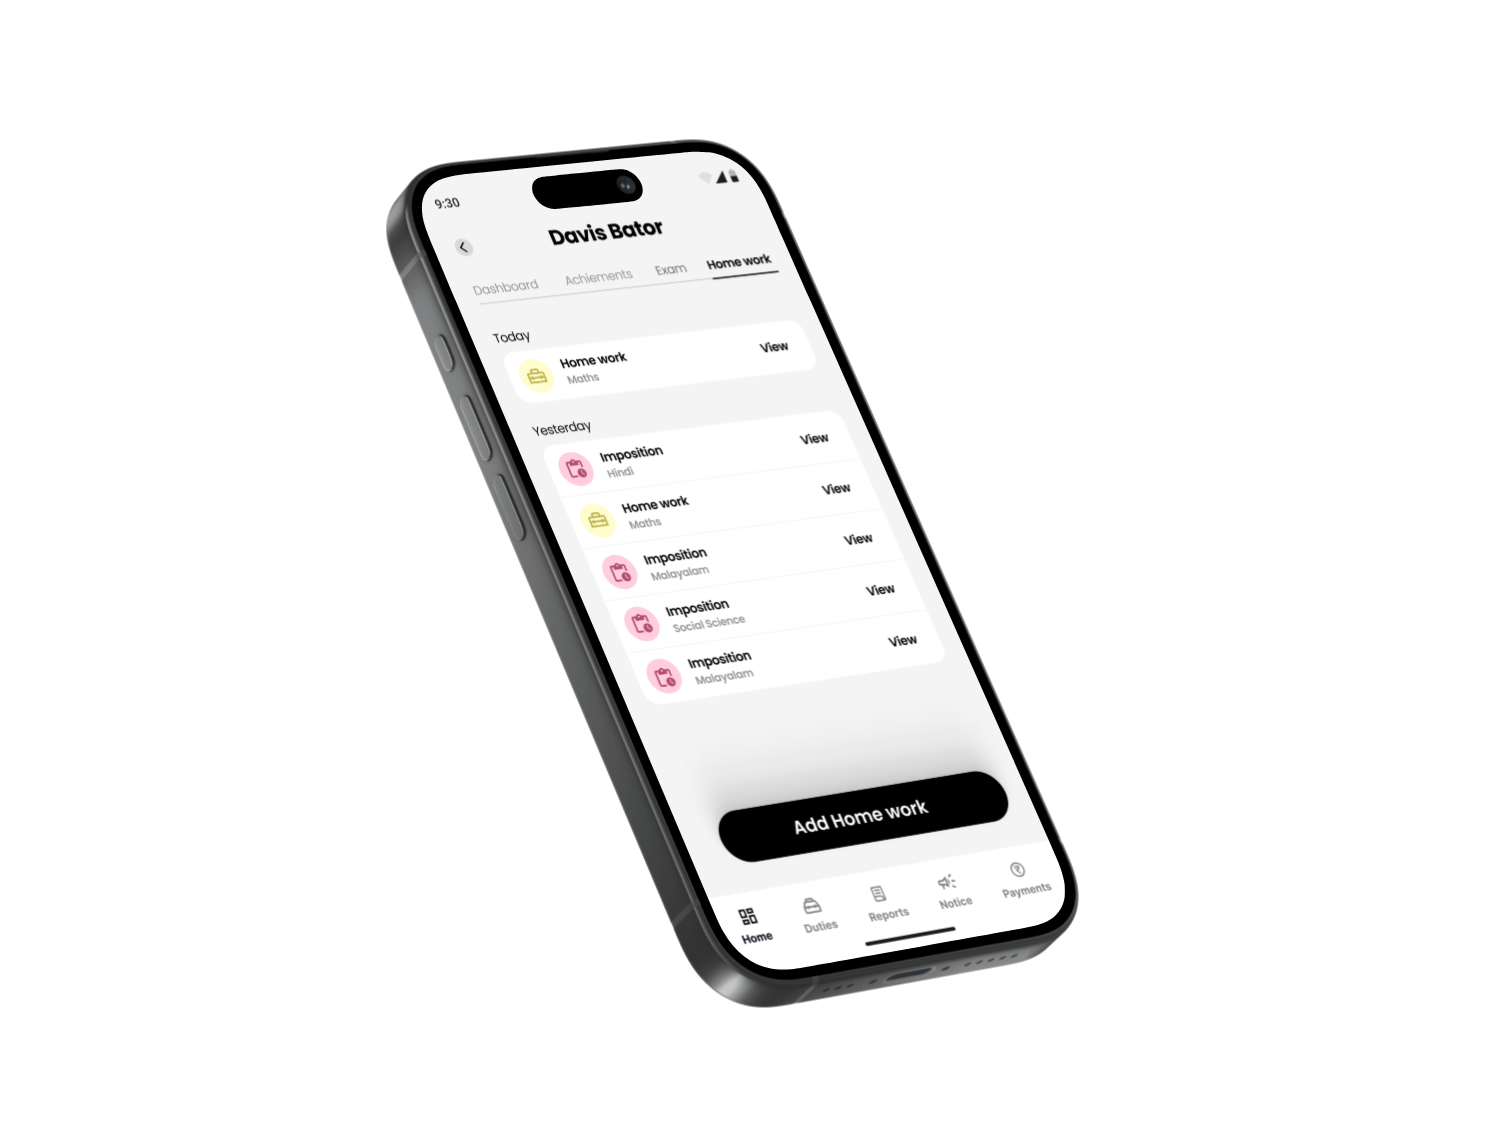 9:30
Davis Bator
Dashboard Achiements Exam Home work
Today
Home work View
Maths
Yesterday
Imposition View
Hindi
Home work View
Maths
Imposition View
Malayalam
Imposition View
Social Science
Imposition View
Malayalam
Add Home work
Home Duties Reports Notice Payments